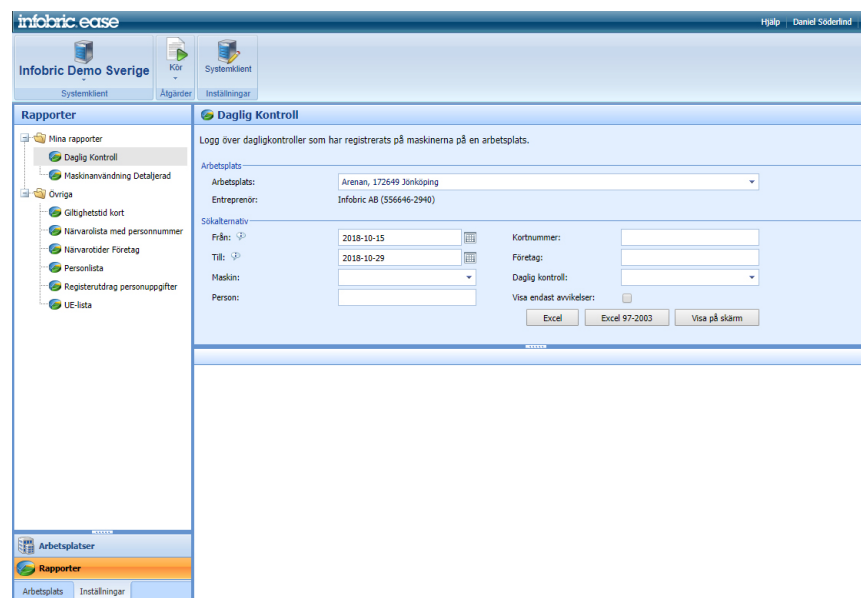 infobric ease
Hjälp Daniel Söderlind
Infobric Demo Sverige
Kör
Systemklient
Systemklient Åtgärder Inställningar
Rapporter
Mina rapporter
Daglig Kontroll
Maskinanvändning Detaljerad
Övriga
Giltighetstid kort
Närvarolista med personnummer
Närvarotider Företag
Personlista
Registerutdrag personuppgifter
UE-lista
Arbetsplatser
Rapporter
Arbetsplats Inställningar
Daglig Kontroll
Logg över dagligkontroller som har registrerats på maskinerna på en arbetsplats.
Arbetsplats
Arbetsplats: Arenan, 172649 Jönköping
Entreprenör: Infobric AB (556646-2940)
Sökalternativ
Från: 2018-10-15 Kortnummer:
Till: 2018-10-29 Företag:
Maskin: Daglig kontroll:
Person: Visa endast avvikelser:
Excel Excel 97-2003 Visa på skärm